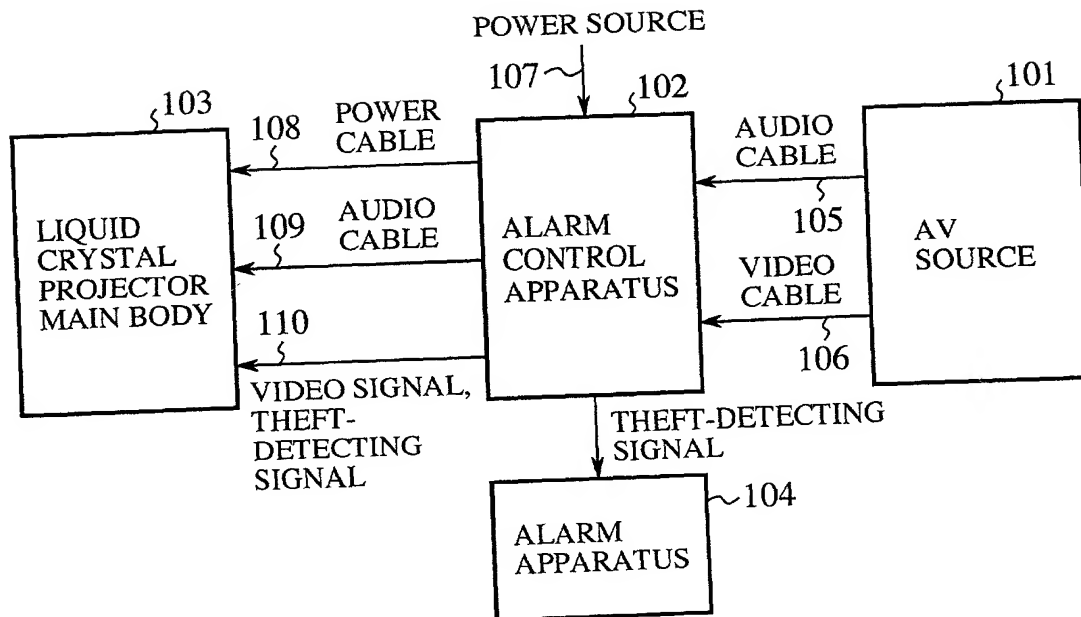 POWER SOURCE
107
103
108
POWER
CABLE
102
101
AUDIO
CABLE
105
109
AUDIO
CABLE
LIQUID
CRYSTAL
PROJECTOR
MAIN BODY
ALARM
CONTROL
APPARATUS
AV
SOURCE
VIDEO
CABLE
106
110
VIDEO SIGNAL,
THEFT-
DETECTING
SIGNAL
THEFT-DETECTING
SIGNAL
104
ALARM
APPARATUS